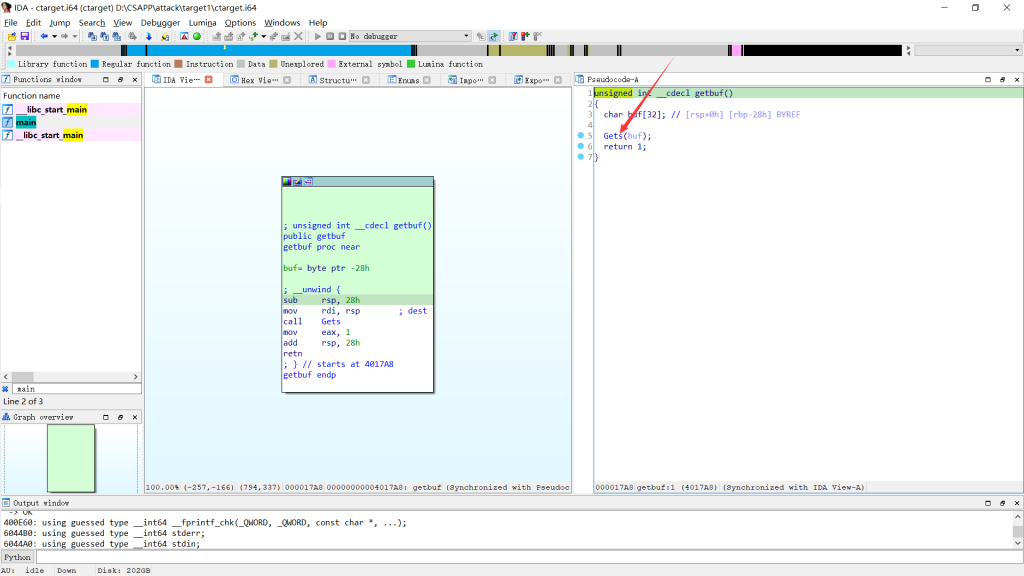 IDA - ctarget.i64 (ctarget) D:\CSAPP\attack\target1\ctarget.i64
File Edit Jump Search View Debugger Lumina Options Windows Help
No debugger
Library function Regular function Instruction Data Unexplored External symbol Lumina function
Functions window
IDA Vie··· Hex Vie··· Structu··· Enums Impo··· Expo···
Pseudocode-A
Function name
f __libc_start_main
f main
f __libc_start_main
main
Line 2 of 3
Graph overview
; unsigned int __cdecl getbuf()
public getbuf
getbuf proc near
buf= byte ptr -28h
; __unwind {
sub rsp, 28h
mov rdi, rsp ; dest
call Gets
mov eax, 1
add rsp, 28h
retn
; } // starts at 4017A8
getbuf endp
100.00% (-257,-166) (794,337) 000017A8 00000000004017A8: getbuf (Synchronized with Pseudoc
1 unsigned int __cdecl getbuf()
2 {
3 char buf[32]; // [rsp+0h] [rbp-28h] BYREF
4
5 Gets(buf);
6 return 1;
7 }
000017A8 getbuf:1 (4017A8) (Synchronized with IDA View-A)
Output window
-> OK
400E60: using guessed type __int64 __fprintf_chk(_QWORD, _QWORD, const char *, ...);
6044B0: using guessed type __int64 stderr;
6044A0: using guessed type __int64 stdin;
Python
AU: idle Down Disk: 202GB